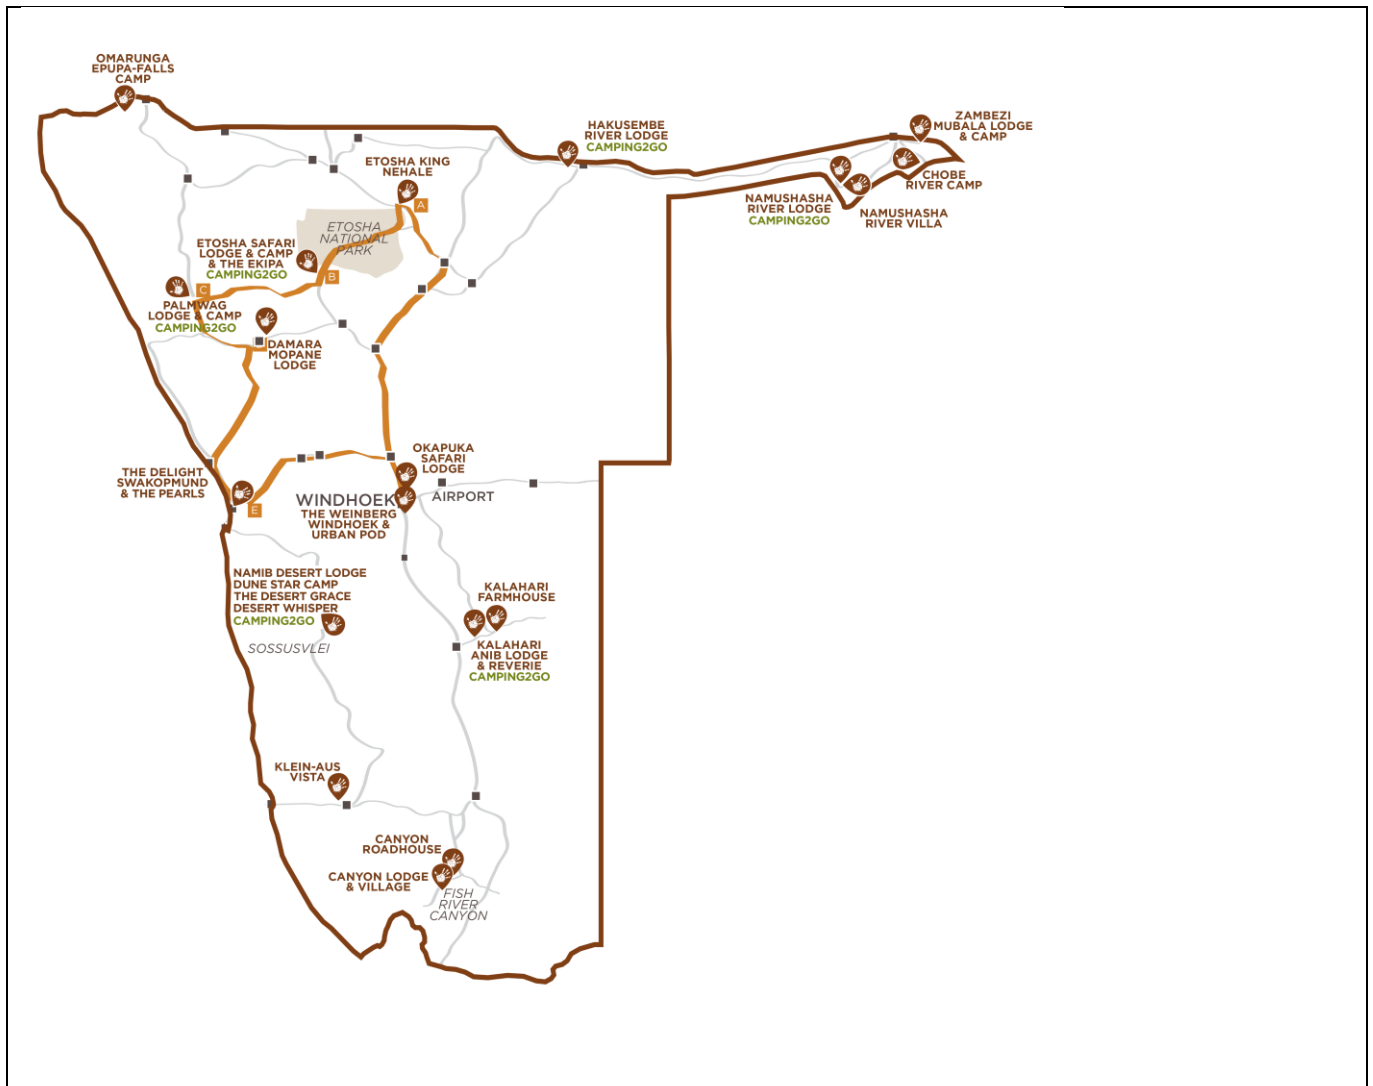 OMARUNGA
EPUPA-FALLS
CAMP
HAKUSEMBE
RIVER LODGE
CAMPING2GO
ZAMBEZI
MUBALA LODGE
& CAMP
ETOSHA KING
NEHALE
A
CHOBE
RIVER CAMP
NAMUSHASHA
RIVER LODGE
CAMPING2GO
NAMUSHASHA
RIVER VILLA
ETOSHA
NATIONAL
PARK
ETOSHA SAFARI
LODGE & CAMP
& THE EKIPA
CAMPING2GO
B
C
PALMWAG
LODGE & CAMP
CAMPING2GO
DAMARA
MOPANE
LODGE
THE DELIGHT
SWAKOPMUND
& THE PEARLS
E
OKAPUKA
SAFARI
LODGE
WINDHOEK
AIRPORT
THE WEINBERG
WINDHOEK &
URBAN POD
NAMIB DESERT LODGE
DUNE STAR CAMP
THE DESERT GRACE
DESERT WHISPER
CAMPING2GO
SOSSUSVLEI
KALAHARI
FARMHOUSE
KALAHARI
ANIB LODGE
& REVERIE
CAMPING2GO
KLEIN-AUS
VISTA
CANYON
ROADHOUSE
CANYON LODGE
& VILLAGE
FISH
RIVER
CANYON